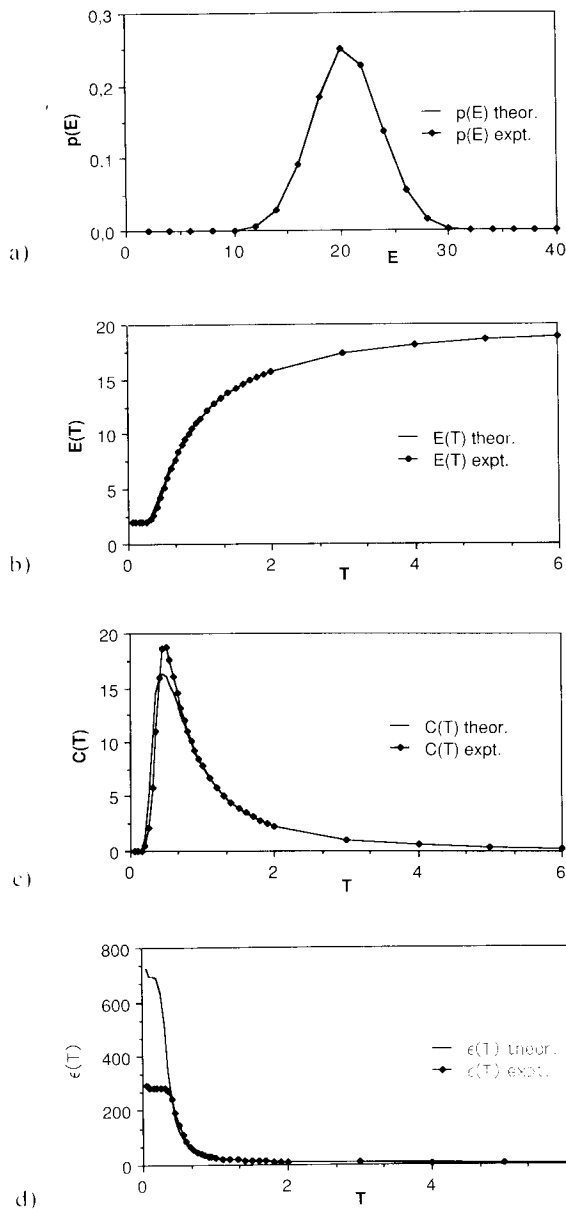 0,3
0,2
0,1
0,0
p(E)
p(E) theor.
p(E) expt.
0 10 20 30 40
E
a)
20
15
10
5
0
E(T)
E(T) theor.
E(T) expt.
0 2 4 6
T
b)
20
15
10
5
0
C(T)
C(T) theor.
C(T) expt.
0 2 4 6
T
c)
800
600
400
200
0
ϵ(T)
ϵ(T) theor.
ϵ(T) expt.
0 2 4
T
d)